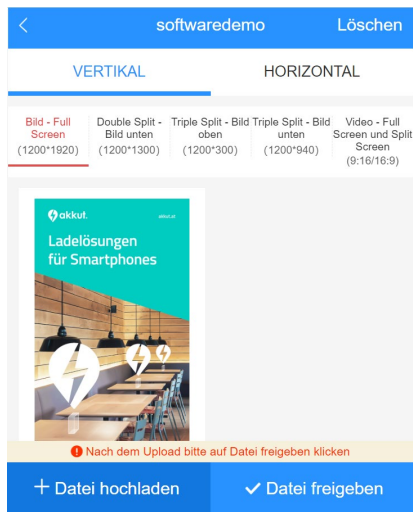 softwaredemo Löschen
VERTIKAL HORIZONTAL
Bild - Full
Screen
(1200*1920)
Double Split -
Bild unten
(1200*1300)
Triple Split - Bild
oben
(1200*300)
Triple Split - Bild
unten
(1200*940)
Video - Full
Screen und Split
Screen
(9:16/16:9)
akkut.
akkut.at
Ladelösungen
für Smartphones
Nach dem Upload bitte auf Datei freigeben klicken
+ Datei hochladen
✓ Datei freigeben